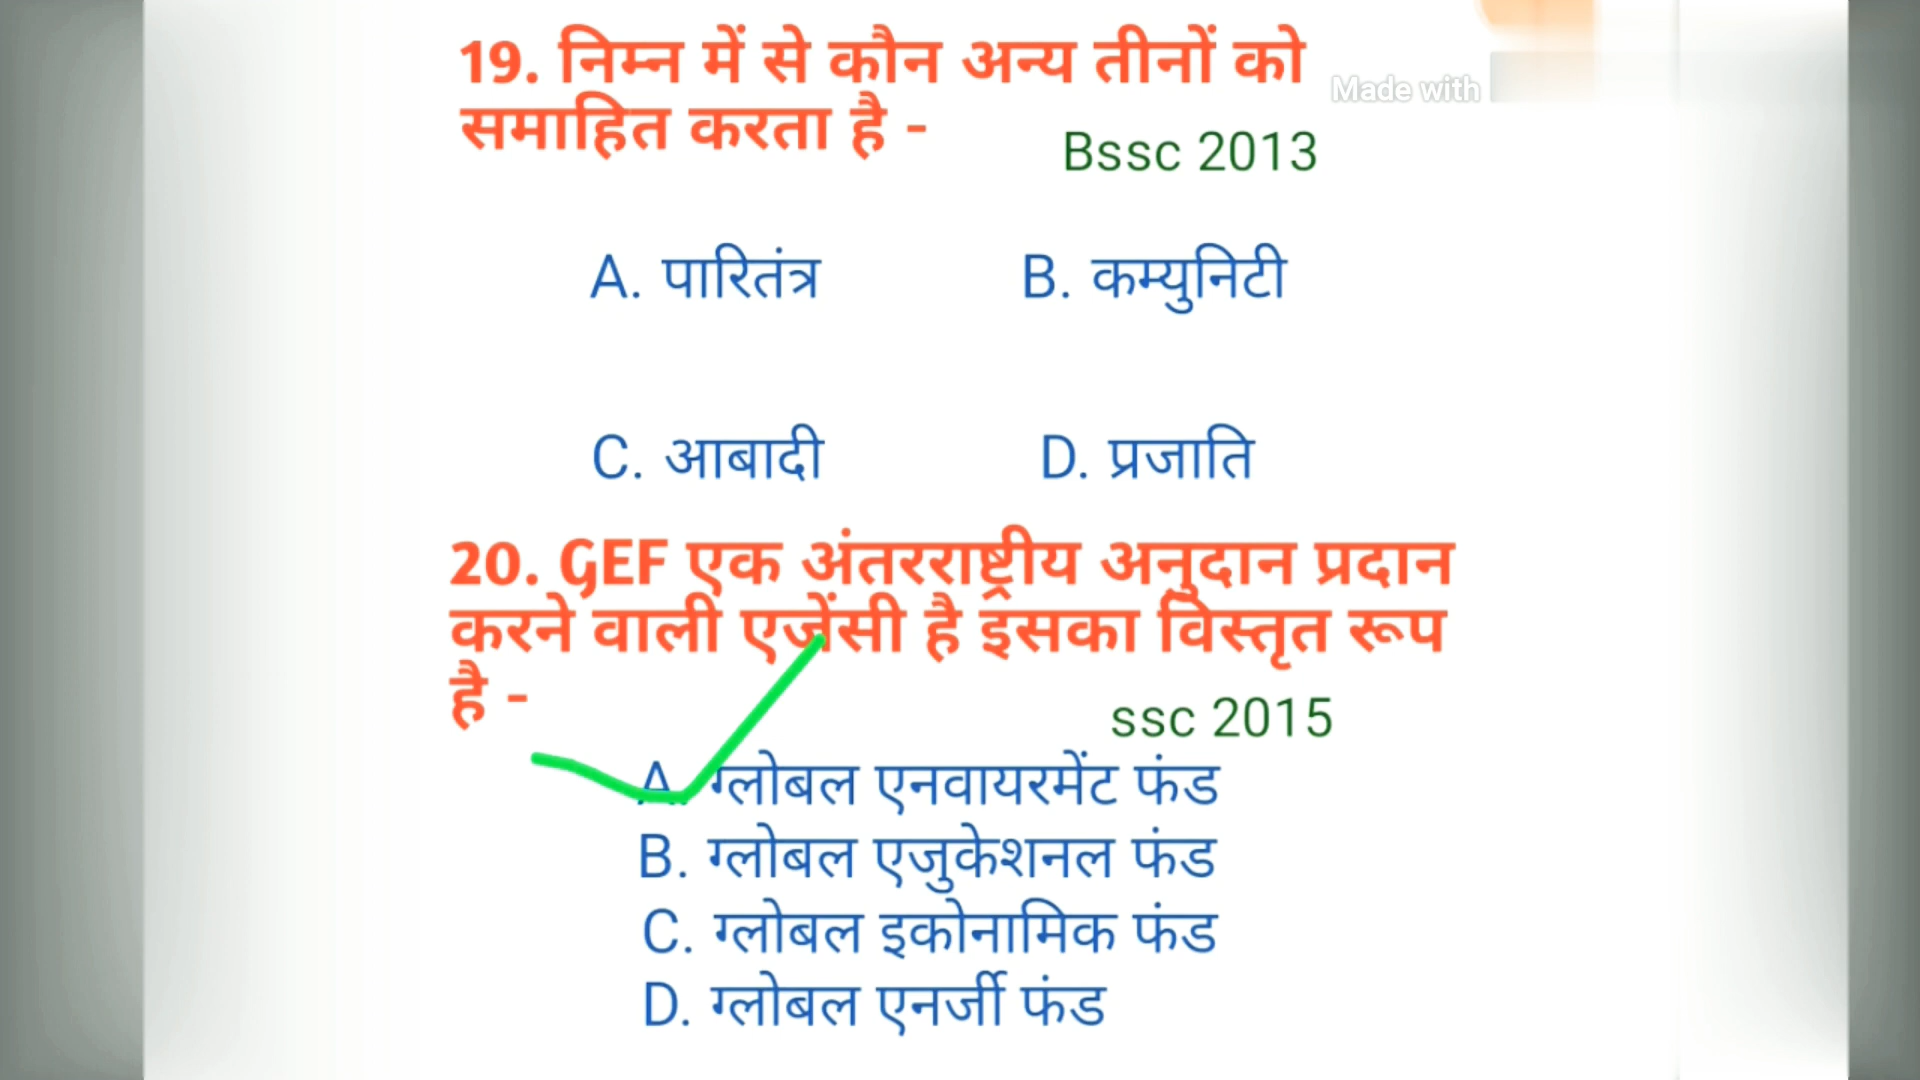 19. निम्न में से कौन अन्य तीनों को
Made with
समाहित करता है -
Bssc 2013
A. पारितंत्र
B. कम्युनिटी
C. आबादी
D. प्रजाति
20. GEF एक अंतरराष्ट्रीय अनुदान प्रदान
करने वाली एजेंसी है इसका विस्तृत रूप
है -
ssc 2015
A. ग्लोबल एनवायरमेंट फंड
B. ग्लोबल एजुकेशनल फंड
C. ग्लोबल इकोनामिक फंड
D. ग्लोबल एनर्जी फंड